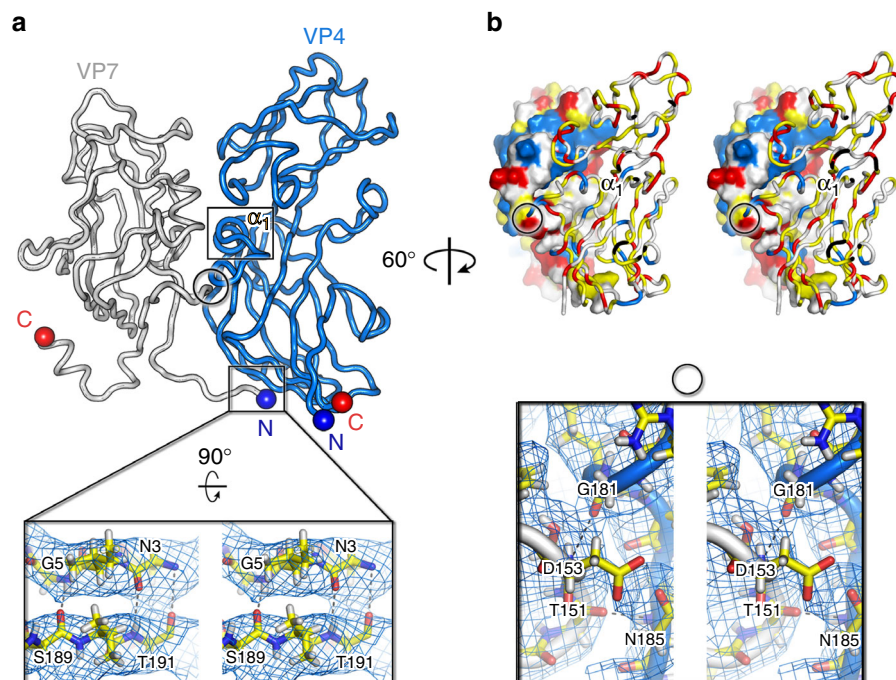 a
b
VP7
VP4
α1
α1
α1
60°
C
N
N
C
90°
G5
N3
G5
N3
S189
T191
S189
T191
G181
G181
D153
D153
T151
T151
N185
N185